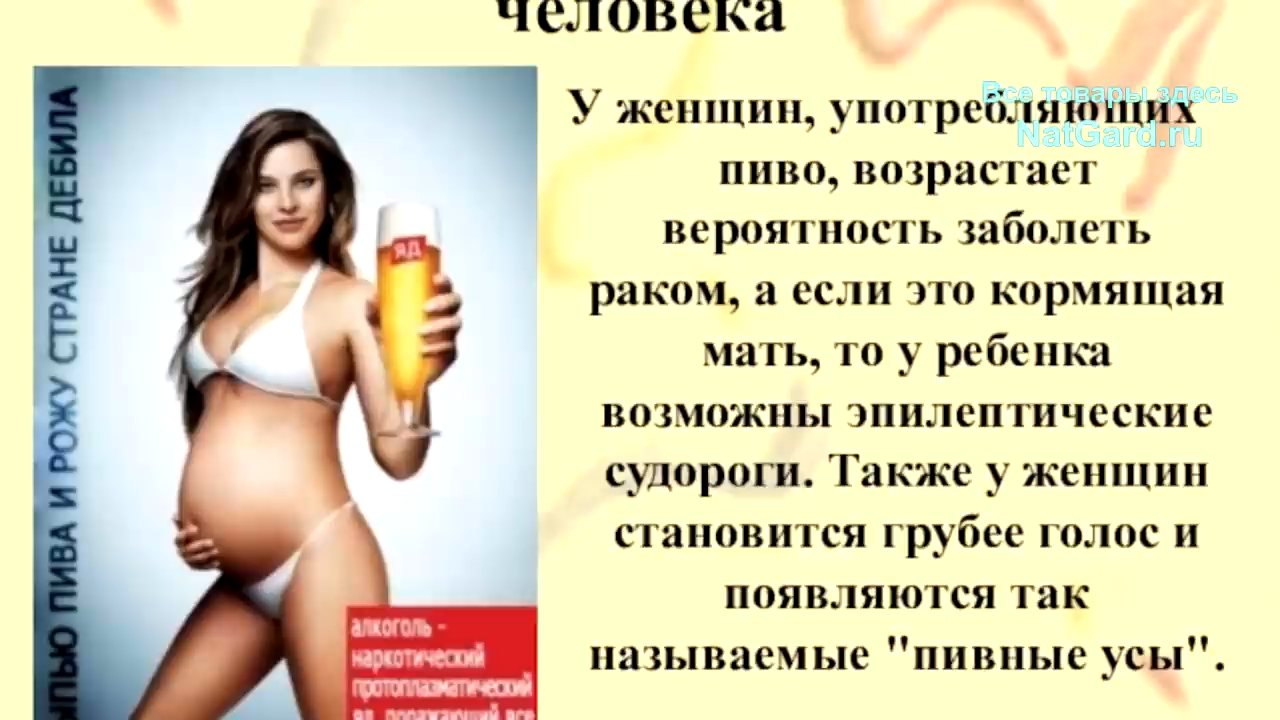 человека
У женщин, употребляющих
пиво, возрастает
вероятность заболеть
раком, а если это кормящая
мать, то у ребенка
возможны эпилептические
судороги. Также у женщин
становится грубее голос и
появляются так
называемые "пивные усы".
Все товары здесь
NatGard.ru
ПИВА И РОЖУ СТРАНЕ ДЕБИЛА
ЯД
алкоголь -
наркотический
протоплазматический
яд, поражающий все